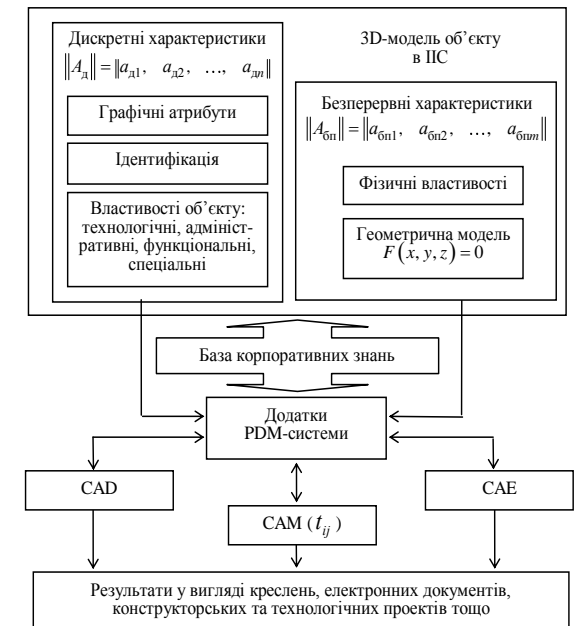 Дискретні характеристики
‖Aд‖ = ‖aд1, aд2, …, aдn‖
Графічні атрибути
Ідентифікація
Властивості об’єкту:
технологічні, адмініст-
ративні, функціональні,
спеціальні
3D-модель об’єкту
в ІІС
Безперервні характеристики
‖Aбп‖ = ‖aбп1, aбп2, …, aбпm‖
Фізичні властивості
Геометрична модель
F(x, y, z) = 0
База корпоративних знань
Додатки
PDM-системи
CAD
CAM (tij)
CAE
Результати у вигляді креслень, електронних документів,
конструкторських та технологічних проектів тощо